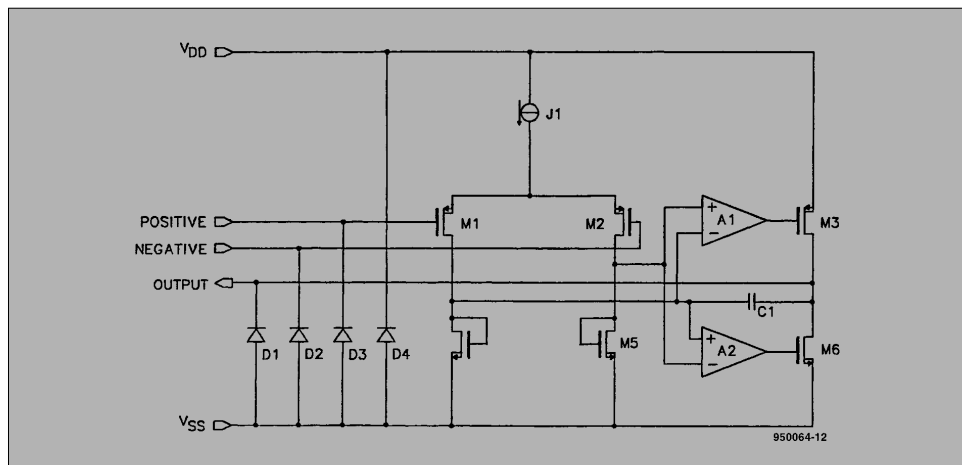 VDD
J1
POSITIVE
M1
M2
+
A1
−
M3
NEGATIVE
OUTPUT
C1
D1
D2
D3
D4
M5
+
A2
−
M6
VSS
950064-12